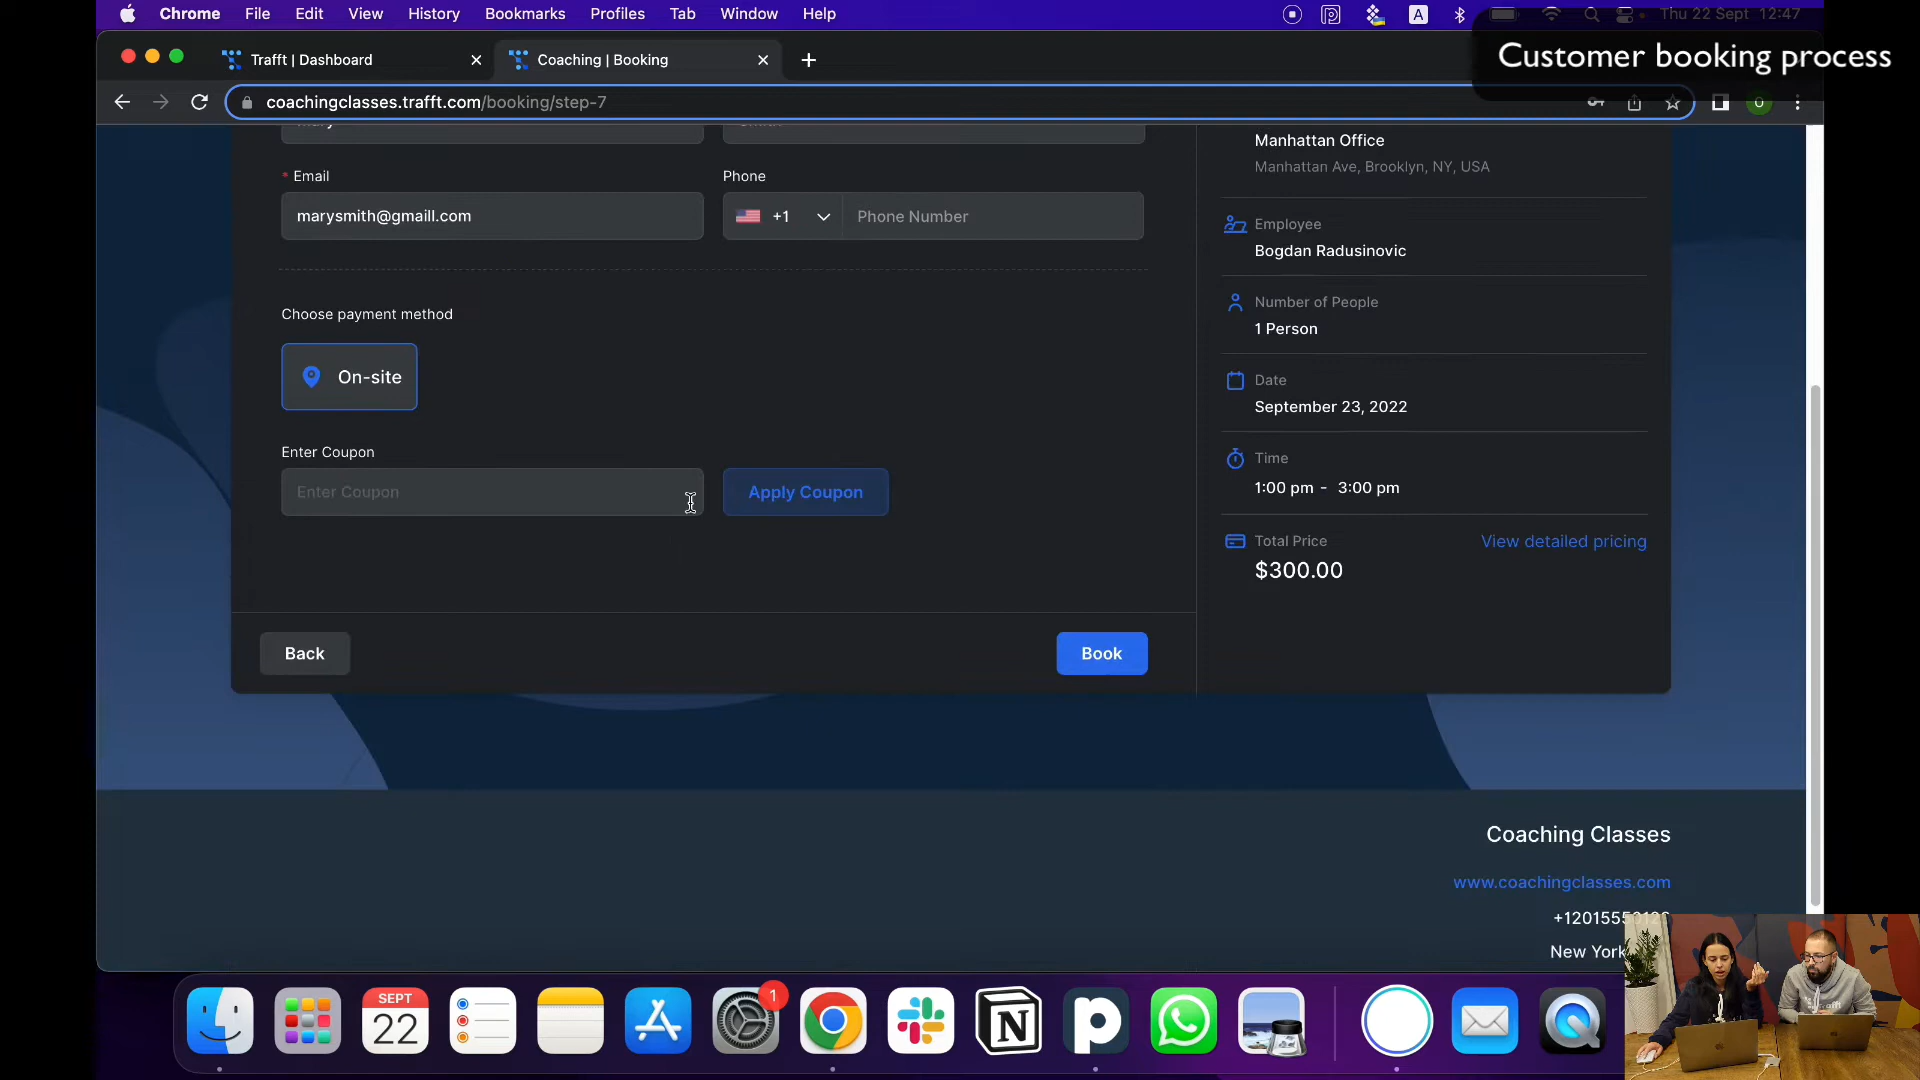 Chrome File Edit View History Bookmarks Profiles Tab Window Help A Thu 22 Sept 12:47
Customer booking process
Trafft | Dashboard
Coaching | Booking
coachingclasses.trafft.com/booking/step-7
* Email
marysmith@gmaill.com
Phone
+1
Phone Number
Choose payment method
On-site
Enter Coupon
Enter Coupon
Apply Coupon
Back
Book
Manhattan Office
Manhattan Ave, Brooklyn, NY, USA
Employee
Bogdan Radusinovic
Number of People
1 Person
Date
September 23, 2022
Time
1:00 pm - 3:00 pm
Total Price
View detailed pricing
$300.00
Coaching Classes
www.coachingclasses.com
New York
SEPT
22
1